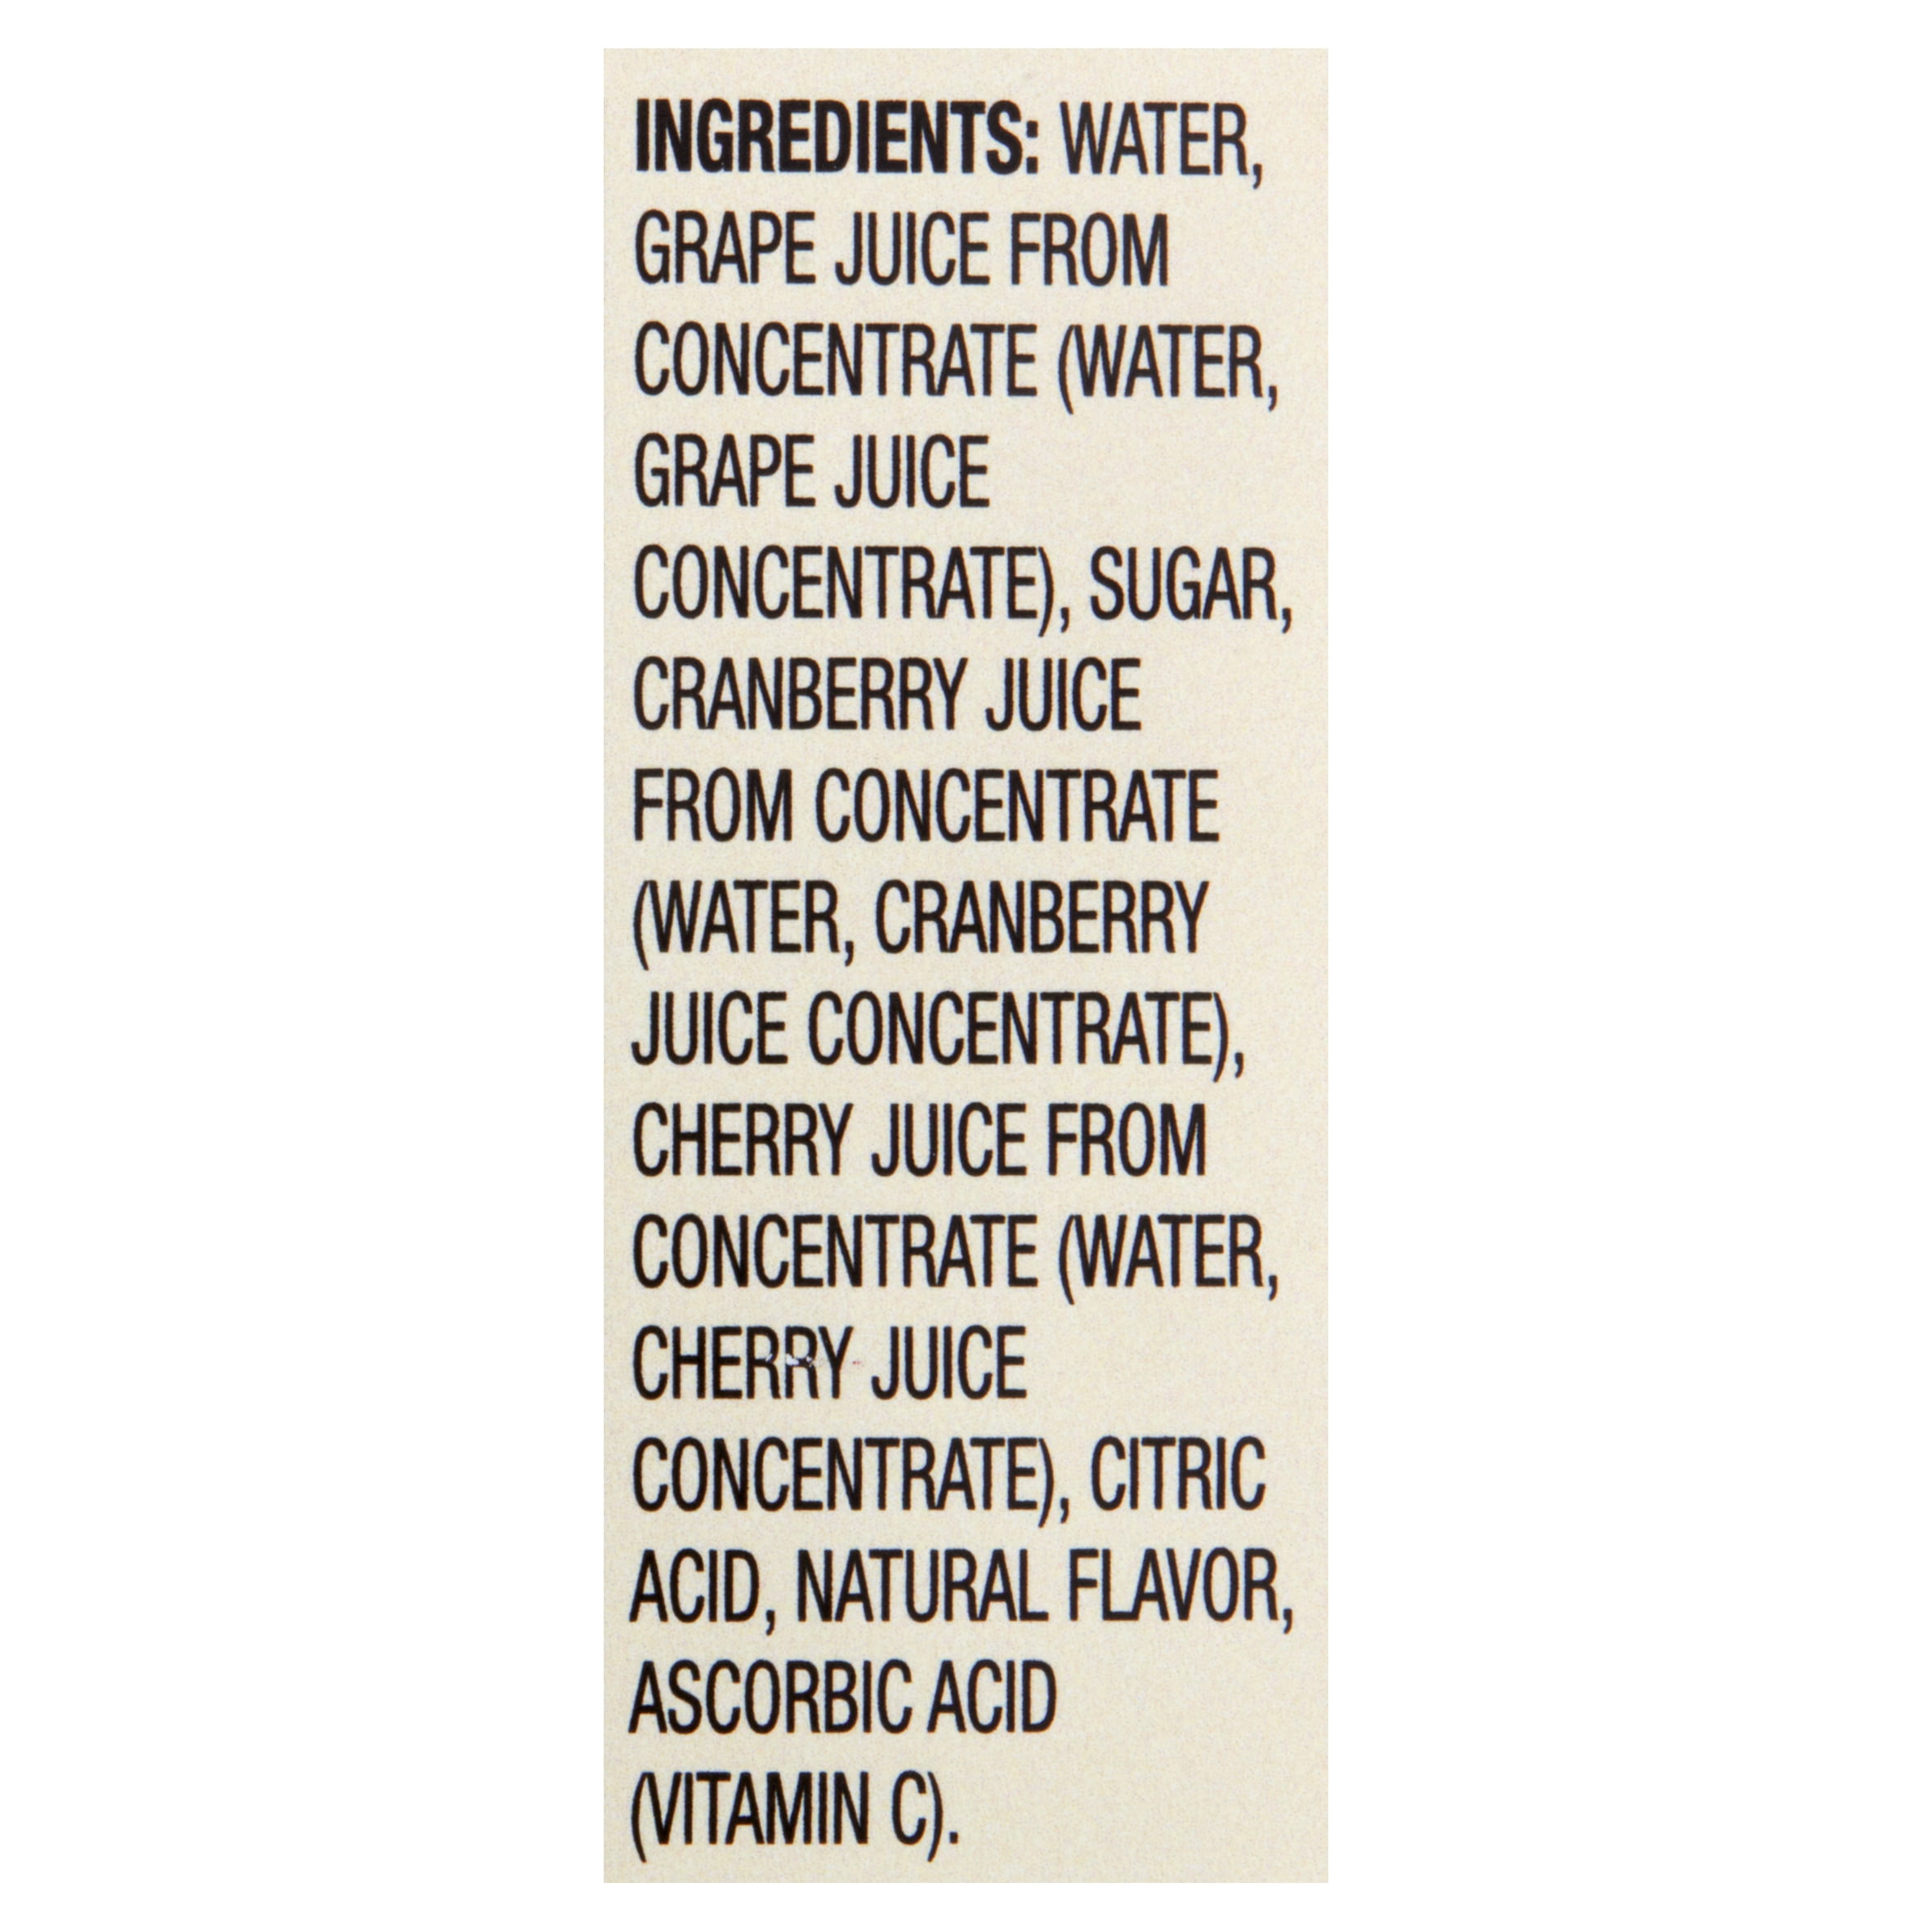 INGREDIENTS: WATER,
GRAPE JUICE FROM
CONCENTRATE (WATER,
GRAPE JUICE
CONCENTRATE), SUGAR,
CRANBERRY JUICE
FROM CONCENTRATE
(WATER, CRANBERRY
JUICE CONCENTRATE),
CHERRY JUICE FROM
CONCENTRATE (WATER,
CHERRY JUICE
CONCENTRATE), CITRIC
ACID, NATURAL FLAVOR,
ASCORBIC ACID
(VITAMIN C).